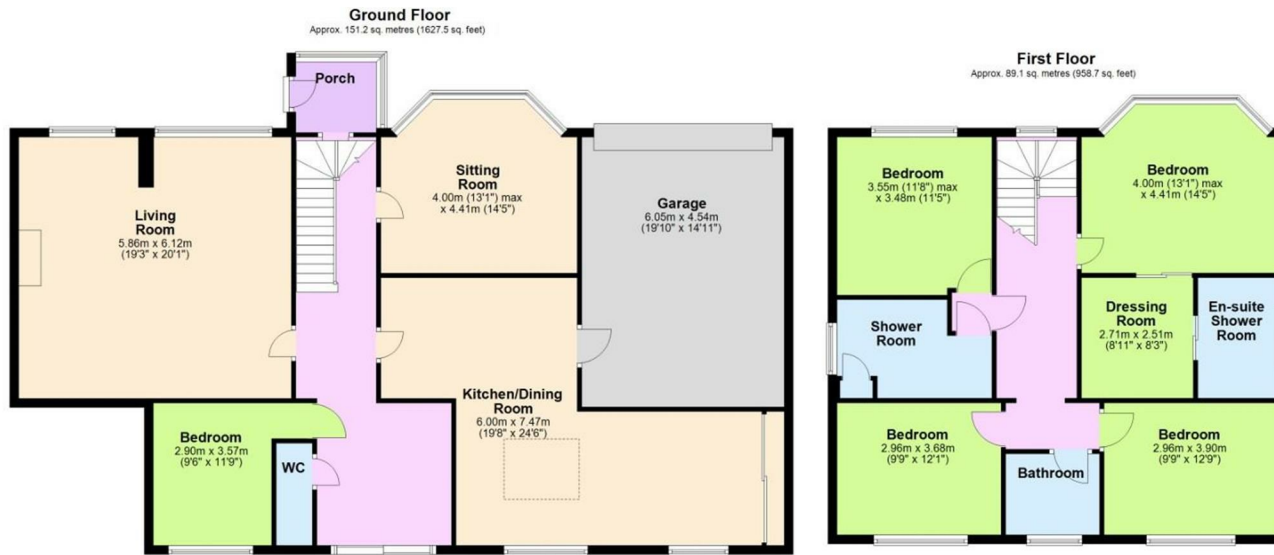 Ground Floor
Approx. 151.2 sq. metres (1627.5 sq. feet)
Porch
Sitting
Room
4.00m (13'1") max
x 4.41m (14'5")
Garage
6.05m x 4.54m
(19'10" x 14'11")
Living
Room
5.86m x 6.12m
(19'3" x 20'1")
Kitchen/Dining
Room
6.00m x 7.47m
(19'8" x 24'6")
Bedroom
2.90m x 3.57m
(9'6" x 11'9")
WC
First Floor
Approx. 89.1 sq. metres (958.7 sq. feet)
Bedroom
3.55m (11'8") max
x 3.48m (11'5")
Bedroom
4.00m (13'1") max
x 4.41m (14'5")
Shower
Room
Dressing
Room
2.71m x 2.51m
(8'11" x 8'3")
En-suite
Shower
Room
Bedroom
2.96m x 3.68m
(9'9" x 12'1")
Bathroom
Bedroom
2.96m x 3.90m
(9'9" x 12'9")